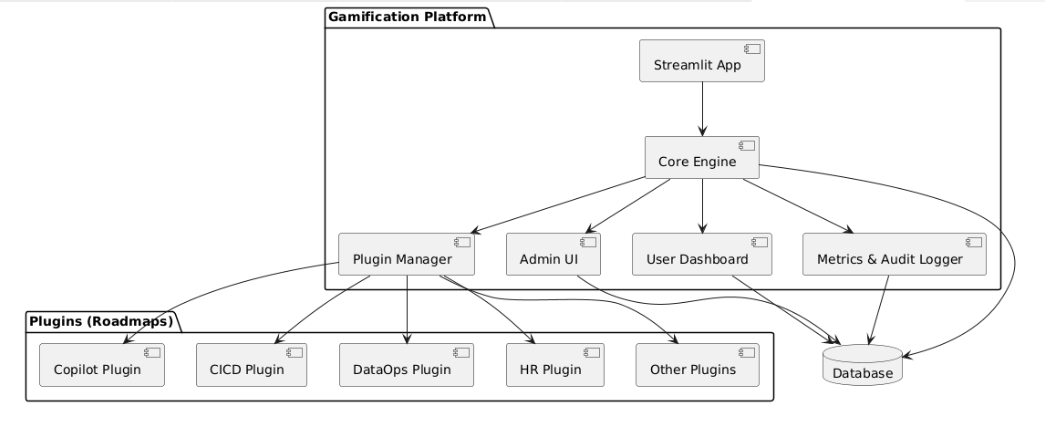 Gamification Platform
Streamlit App
Core Engine
Plugin Manager
Admin UI
User Dashboard
Metrics & Audit Logger
Plugins (Roadmaps)
Copilot Plugin
CICD Plugin
DataOps Plugin
HR Plugin
Other Plugins
Database